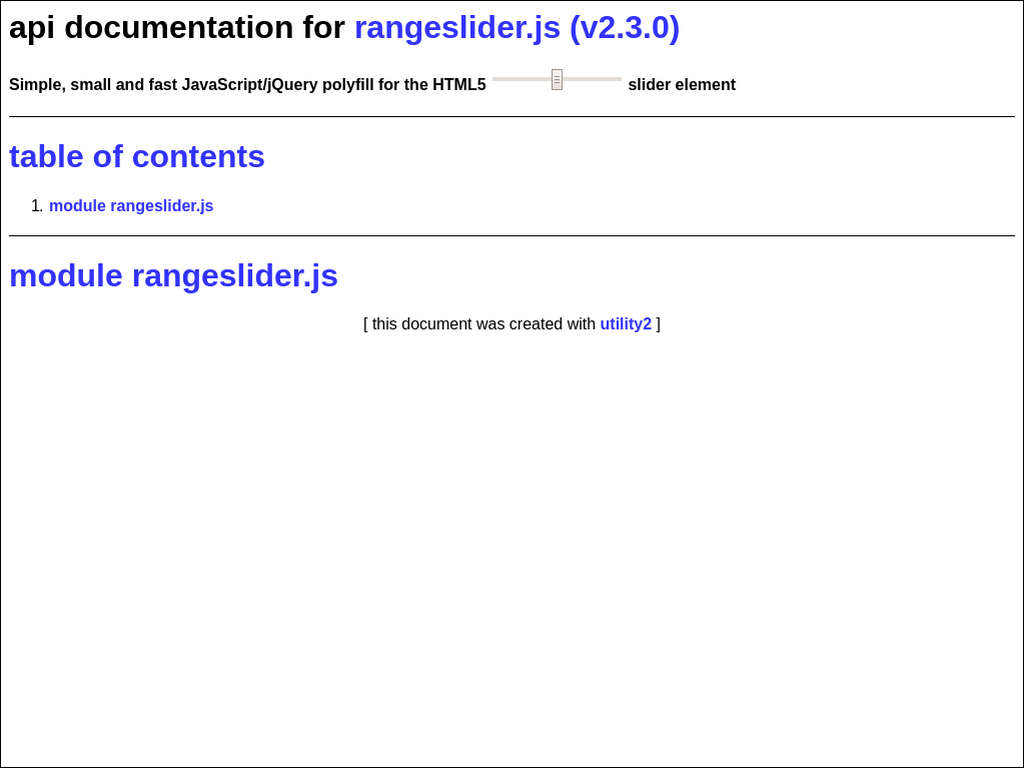 api documentation for rangeslider.js (v2.3.0)
Simple, small and fast JavaScript/jQuery polyfill for the HTML5 slider element
table of contents
1. module rangeslider.js
module rangeslider.js
[ this document was created with utility2 ]